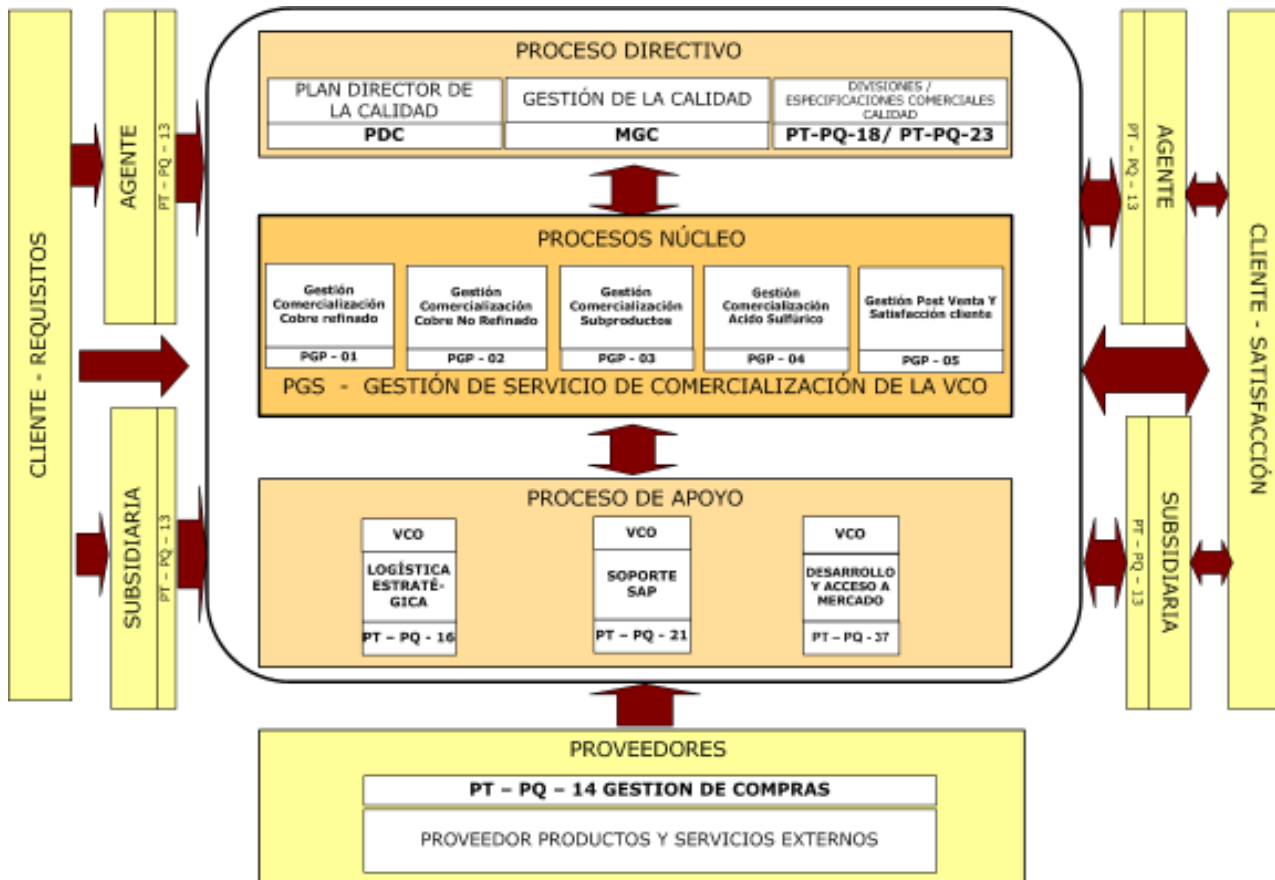 CLIENTE - REQUISITOS
AGENTE
PT – PQ – 13
SUBSIDIARIA
PT – PQ – 13
PROCESO DIRECTIVO
PLAN DIRECTOR DE
LA CALIDAD
PDC
GESTIÓN DE LA CALIDAD
MGC
DIVISIONES /
ESPECIFICACIONES COMERCIALES
CALIDAD
PT-PQ-18/ PT-PQ-23
PROCESOS NÚCLEO
Gestión
Comercialización
Cobre refinado
PGP - 01
Gestión
Comercialización
Cobre No Refinado
PGP - 02
Gestión
Comercialización
Subproductos
PGP - 03
Gestión
Comercialización
Acido Sulfúrico
PGP - 04
Gestión Post Venta Y
Satisfacción cliente
PGP - 05
PGS - GESTIÓN DE SERVICIO DE COMERCIALIZACIÓN DE LA VCO
PROCESO DE APOYO
VCO
LOGÍSTICA
ESTRATÉ-
GICA
PT – PQ - 16
VCO
SOPORTE
SAP
PT – PQ - 21
VCO
DESARROLLO
Y ACCESO A
MERCADO
PT – PQ - 37
PT – PQ – 13
AGENTE
PT – PQ – 13
SUBSIDIARIA
CLIENTE - SATISFACCIÓN
PROVEEDORES
PT – PQ – 14 GESTION DE COMPRAS
PROVEEDOR PRODUCTOS Y SERVICIOS EXTERNOS